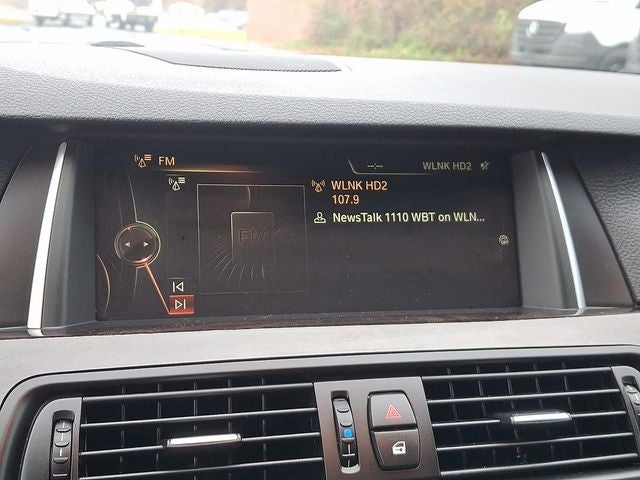 FM
--:--
WLNK HD2
WLNK HD2
107.9
NewsTalk 1110 WBT on WLN...
FM